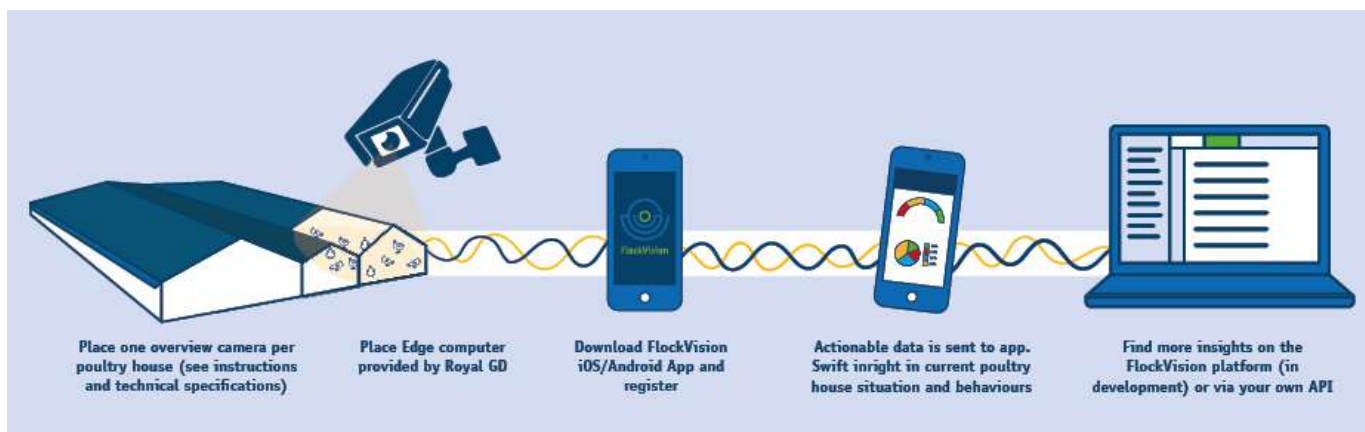 FlockVision
Place one overview camera per
poultry house (see instructions
and technical specifications)
Place Edge computer
provided by Royal GD
Download FlockVision
iOS/Android App and
register
Actionable data is sent to app.
Swift inright in current poultry
house situation and behaviours
Find more insights on the
FlockVision platform (in
development) or via your own API